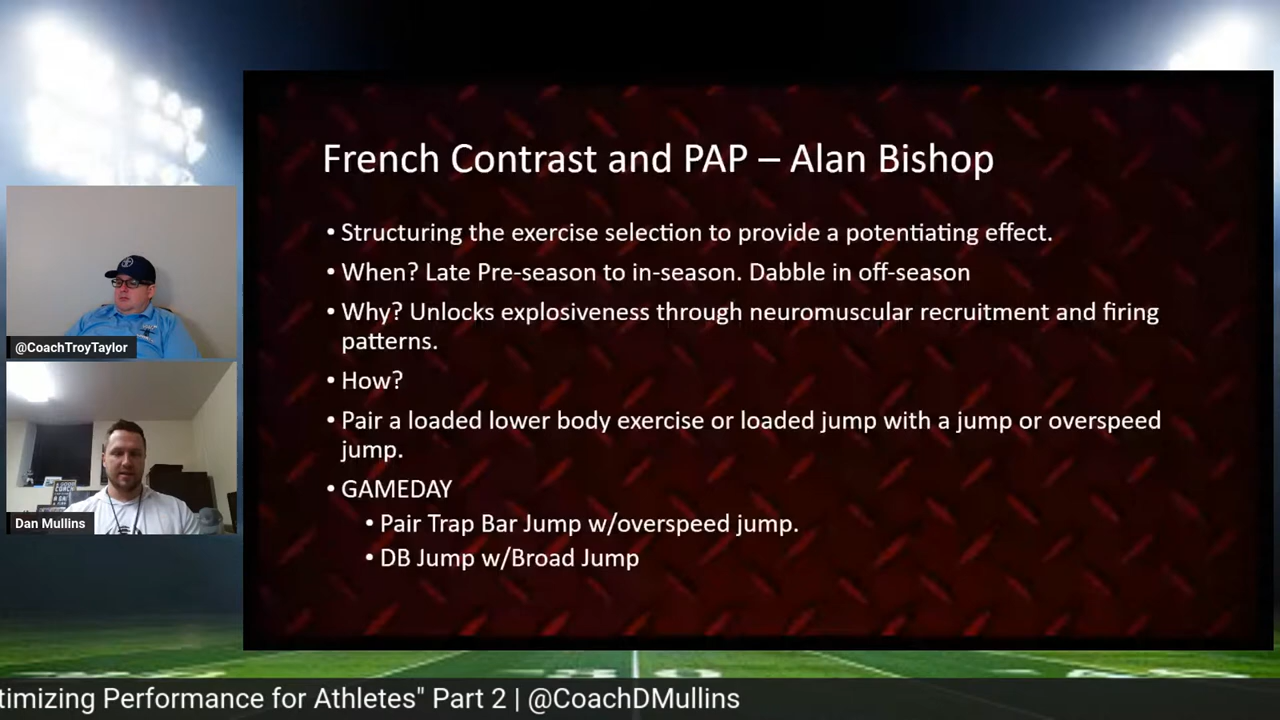 French Contrast and PAP – Alan Bishop
• Structuring the exercise selection to provide a potentiating effect.
• When? Late Pre-season to in-season. Dabble in off-season
• Why? Unlocks explosiveness through neuromuscular recruitment and firing
patterns.
• How?
• Pair a loaded lower body exercise or loaded jump with a jump or overspeed
jump.
• GAMEDAY
• Pair Trap Bar Jump w/overspeed jump.
• DB Jump w/Broad Jump
@CoachTroyTaylor
Dan Mullins
timizing Performance for Athletes" Part 2 | @CoachDMullins